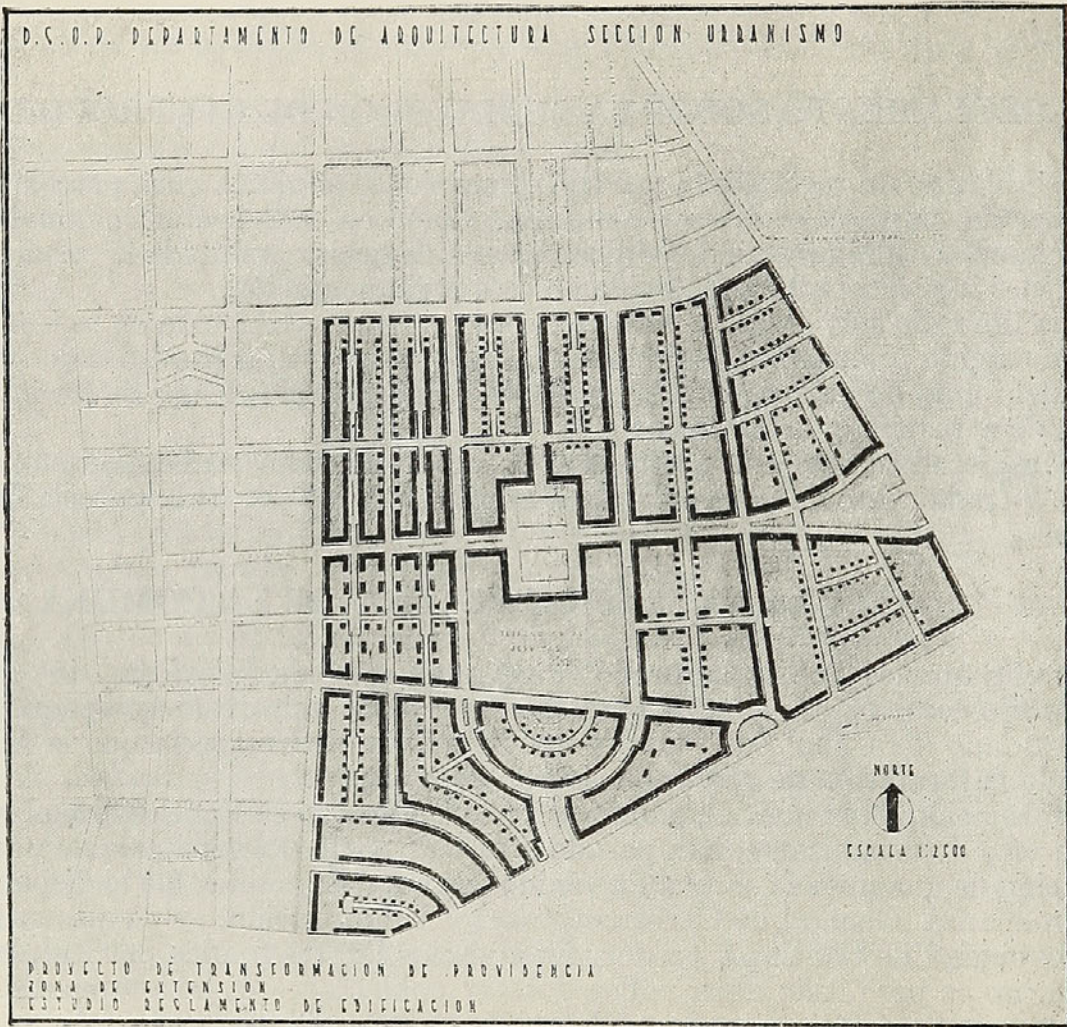 D.G.O.P. DEPARTAMENTO DE ARQUITECTURA SECCION URBANISMO
NORTE
ESCALA 1:2500
PROYECTO DE TRANSFORMACION DE PROVIDENCIA
ZONA DE EXTENSION
ESTUDIO REGLAMENTO DE EDIFICACION